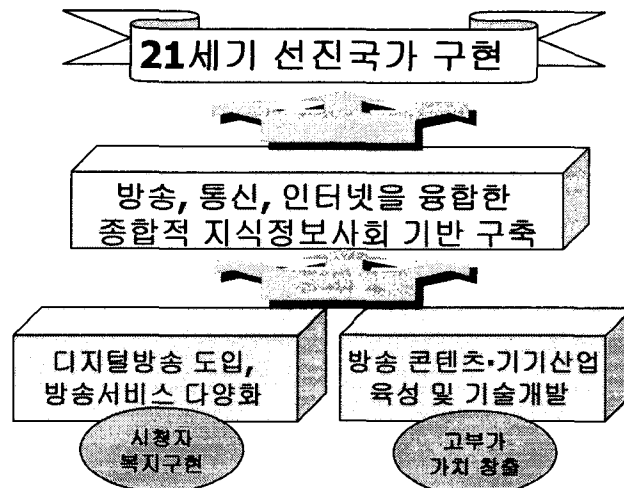 21세기 선진국가 구현
방송, 통신, 인터넷을 융합한
종합적 지식정보사회 기반 구축
디지털방송 도입,
방송서비스 다양화
방송 콘텐츠·기기산업
육성 및 기술개발
시청자
복지구현
고부가
가치 창출